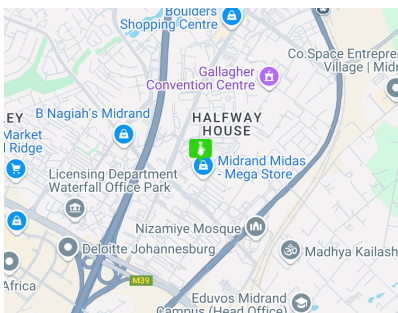 Boulders
Shopping Centre
Co.Space Entrepre
Village | Midr
Gallagher
Convention Centre
HALFWAY
HOUSE
B Nagiah's Midrand
LEY
Market
l Ridge
Midrand Midas
- Mega Store
Licensing Department
Waterfall Office Park
Nizamiye Mosque
Deloitte Johannesburg
Madhya Kailash
M39
Africa
Eduvos Midrand
Campus (Head Office)